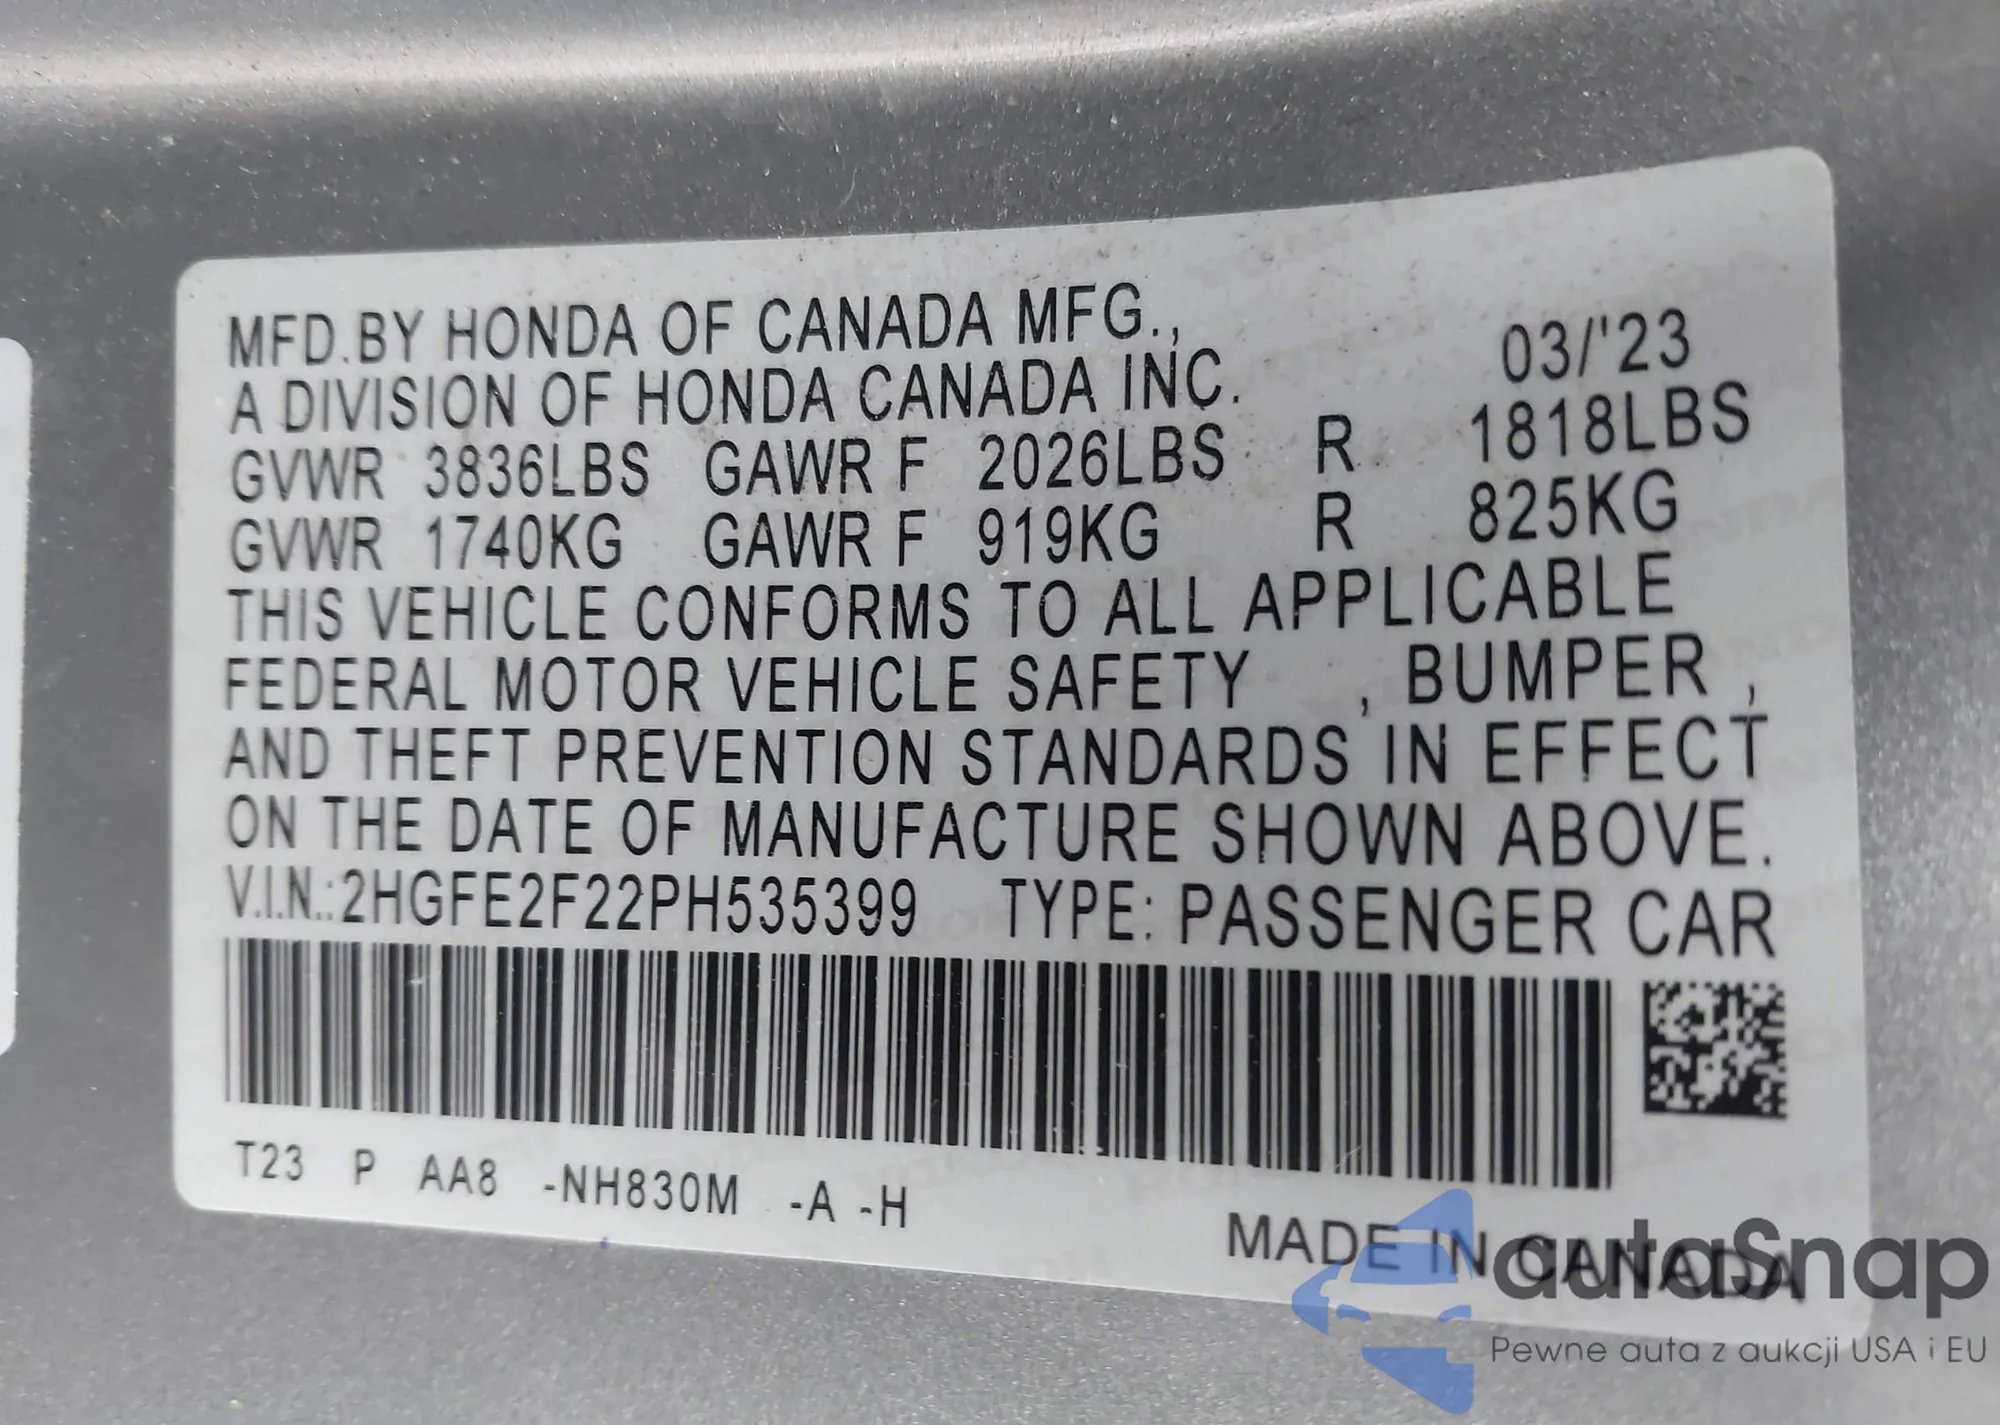 MFD.BY HONDA OF CANADA MFG., 03/'23
A DIVISION OF HONDA CANADA INC.
GVWR 3836LBS GAWR F 2026LBS R 1818LBS
GVWR 1740KG GAWR F 919KG R 825KG
THIS VEHICLE CONFORMS TO ALL APPLICABLE
FEDERAL MOTOR VEHICLE SAFETY , BUMPER ,
AND THEFT PREVENTION STANDARDS IN EFFECT
ON THE DATE OF MANUFACTURE SHOWN ABOVE.
V.I.N.:2HGFE2F22PH535399 TYPE: PASSENGER CAR
T23 P AA8 -NH830M -A -H
MADE IN CANADA
autaSnap
Pewne auta z aukcji USA i EU